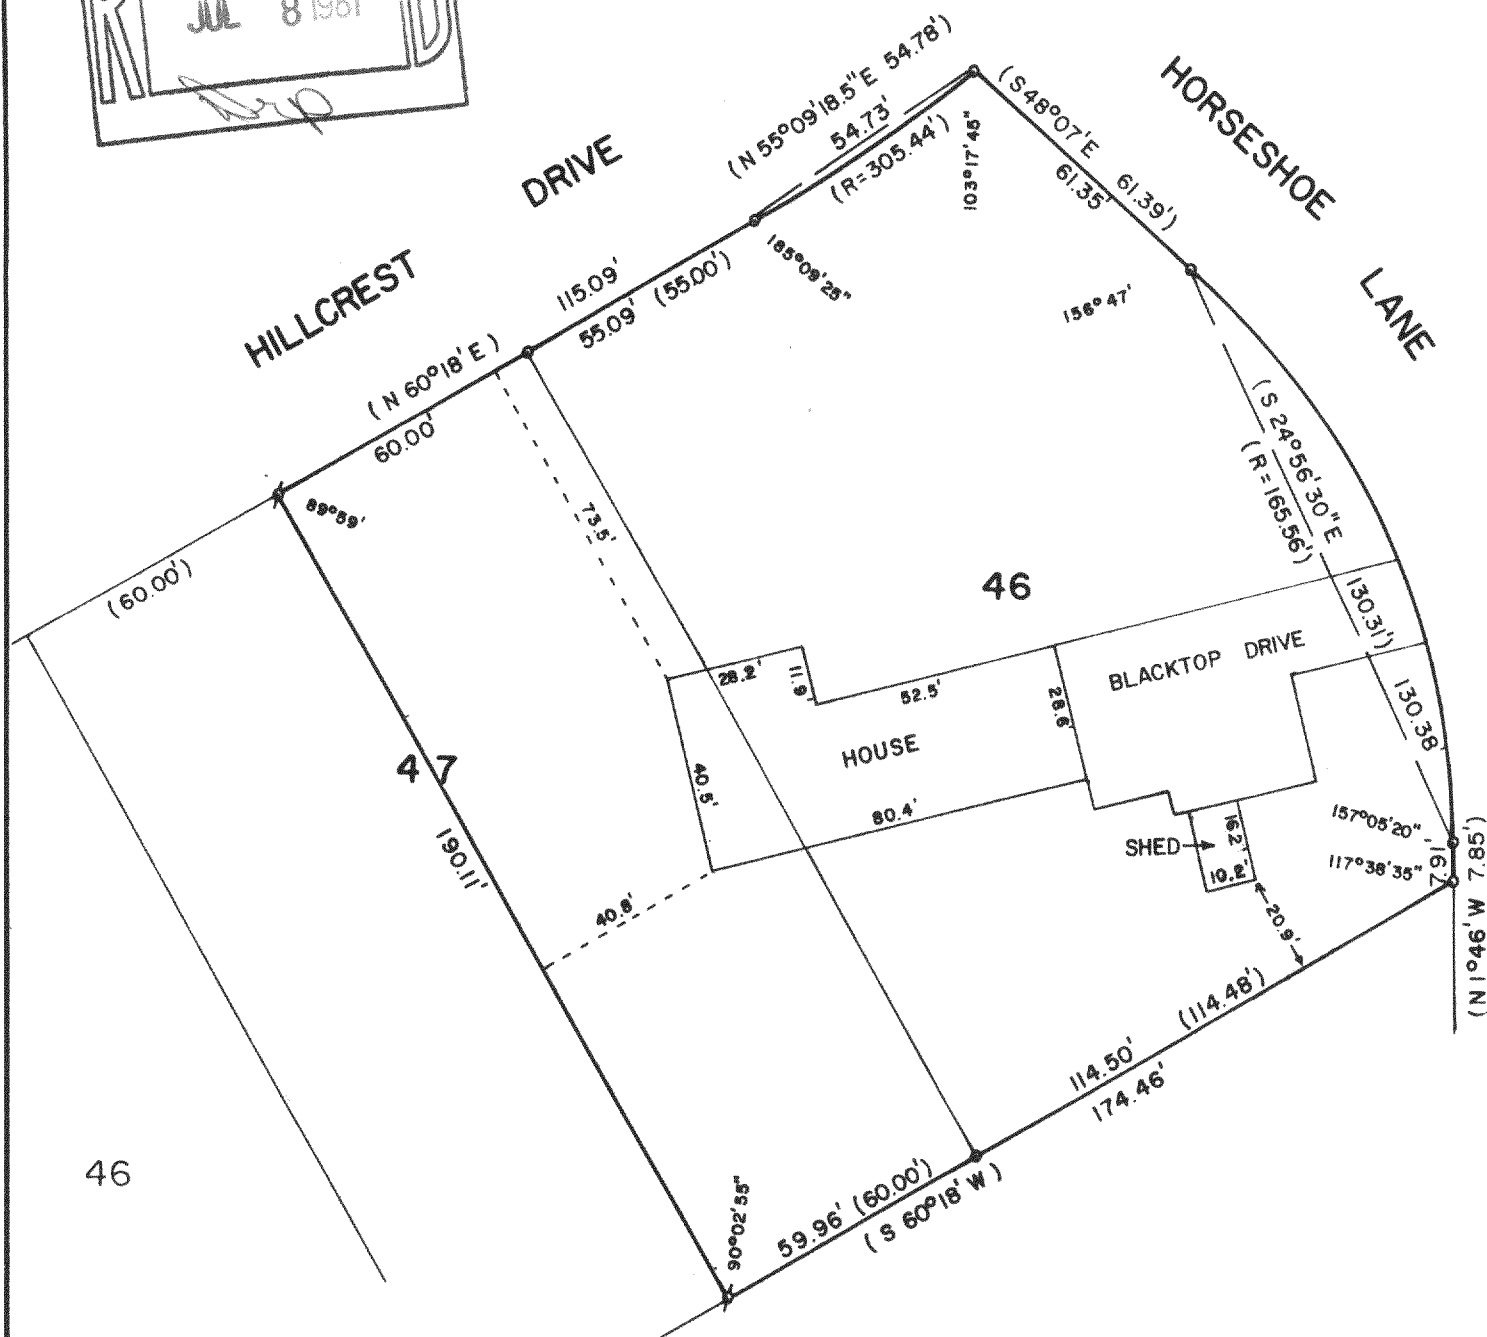 R
JUL 8 1981
D
HILLCREST DRIVE
HORSESHOE LANE
(N 55°09'18.5"E 54.78')
54.73'
(R=305.44')
103°17'45"
(S48°07'E 61.39')
61.35'
185°09'25"
156°47'
115.09'
55.09' (55.00')
(N 60°18' E)
60.00'
89°59'
(60.00')
73.5'
(S 24°56'30"E 130.31')
(R=165.56')
130.38'
46
BLACKTOP DRIVE
28.2'
11.9'
52.5'
28.6'
HOUSE
40.5'
80.4'
47
190.11'
40.8'
SHED
16.2'
10.2'
20.9'
157°05'20"
117°38'35"
7.91'
(N 1°46' W 7.85')
(114.48')
114.50'
174.46'
46
90°02'55"
59.96' (60.00')
(S 60°18' W)